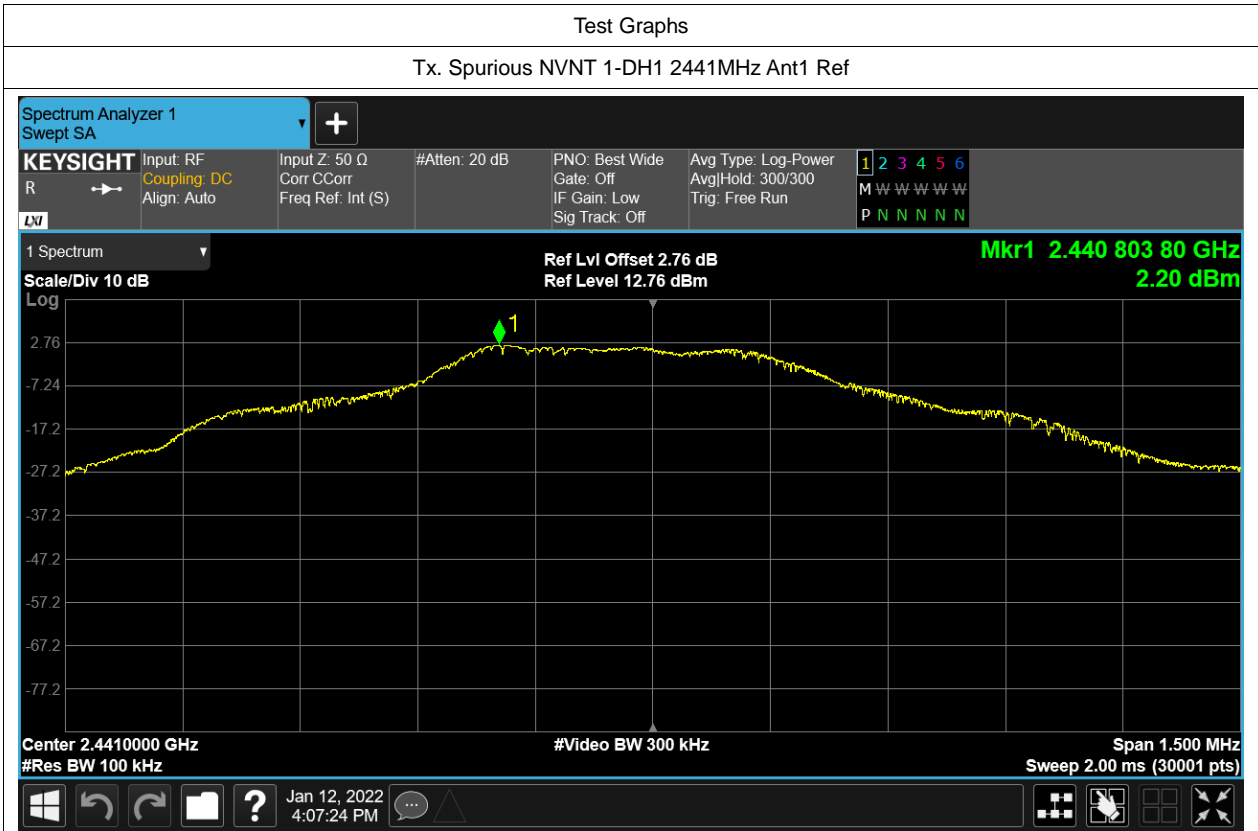 Test Graphs
Tx. Spurious NVNT 1-DH1 2441MHz Ant1 Ref
Spectrum Analyzer 1
Swept SA
KEYSIGHT
R
LXI
Input: RF
Coupling: DC
Align: Auto
Input Z: 50 Ω
Corr CCorr
Freq Ref: Int (S)
#Atten: 20 dB
PNO: Best Wide
Gate: Off
IF Gain: Low
Sig Track: Off
Avg Type: Log-Power
Avg|Hold: 300/300
Trig: Free Run
1 2 3 4 5 6
M W W W W W
P N N N N N
1 Spectrum
Scale/Div 10 dB
Ref Lvl Offset 2.76 dB
Ref Level 12.76 dBm
Mkr1 2.440 803 80 GHz
2.20 dBm
Log
1
2.76
-7.24
-17.2
-27.2
-37.2
-47.2
-57.2
-67.2
-77.2
Center 2.4410000 GHz
#Res BW 100 kHz
#Video BW 300 kHz
Span 1.500 MHz
Sweep 2.00 ms (30001 pts)
?
Jan 12, 2022
4:07:24 PM